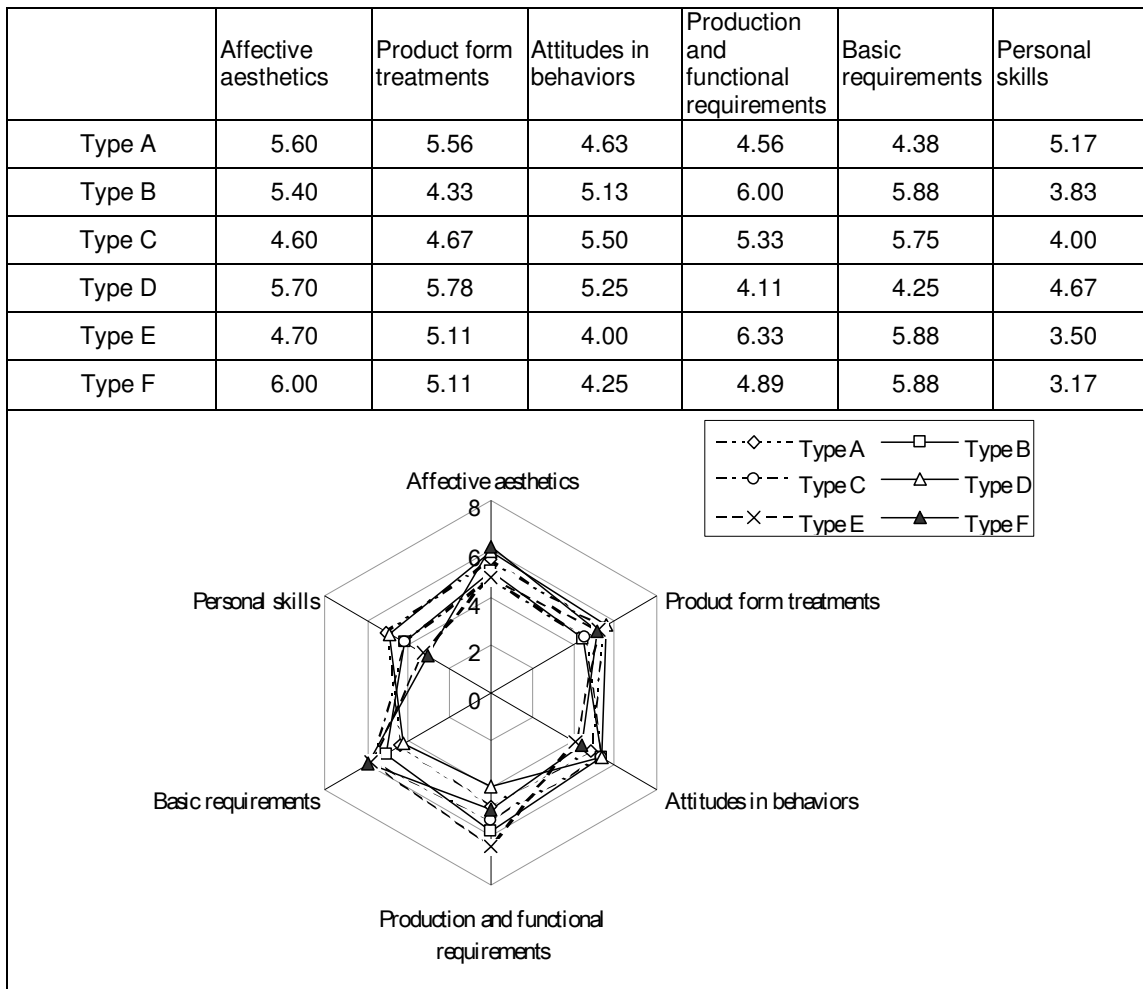 Affective aesthetics
Product form treatments
Attitudes in behaviors
Production and functional requirements
Basic requirements
Personal skills
Type A 5.60 5.56 4.63 4.56 4.38 5.17
Type B 5.40 4.33 5.13 6.00 5.88 3.83
Type C 4.60 4.67 5.50 5.33 5.75 4.00
Type D 5.70 5.78 5.25 4.11 4.25 4.67
Type E 4.70 5.11 4.00 6.33 5.88 3.50
Type F 6.00 5.11 4.25 4.89 5.88 3.17
Type A Type B
Type C Type D
Type E Type F
Affective aesthetics
8
6
4
2
0
Personal skills
Product form treatments
Basic requirements
Attitudes in behaviors
Production and functional
requirements